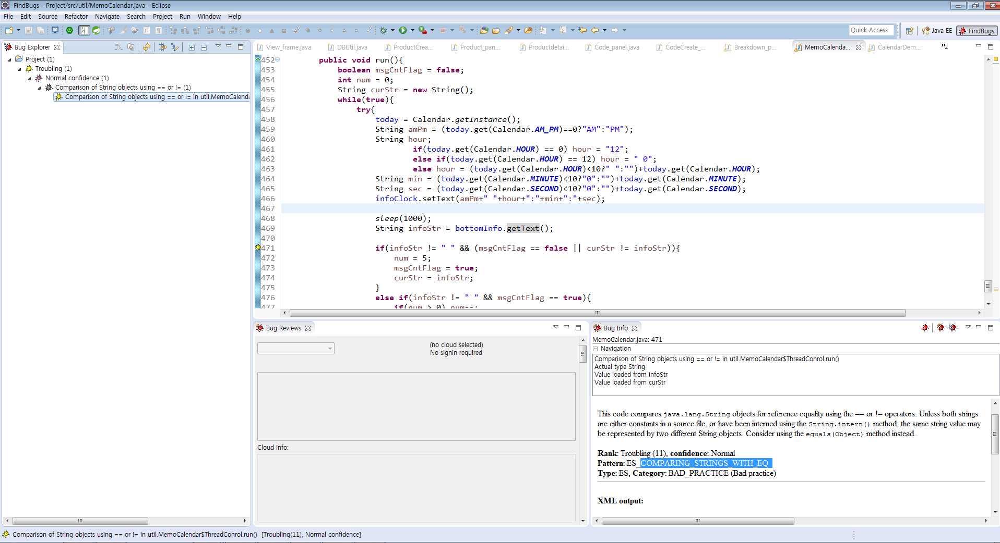 FindBugs - Project/src/util/MemoCalendar.java - Eclipse
File Edit Source Refactor Navigate Search Project Run Window Help
Quick Access
Java EE
FindBugs
Bug Explorer
Project (1)
Troubling (1)
Normal confidence (1)
Comparison of String objects using == or != (1)
Comparison of String objects using == or != in util.MemoCalenda
View_frame.java DBUtil.java ProductCrea... Product_pan... Productdetai... Code_panel.java CodeCreate_... Breakdown_p... MemoCalenda... CalendarDem... »4
452 public void run(){
453 boolean msgCntFlag = false;
454 int num = 0;
455 String curStr = new String();
456 while(true){
457 try{
458 today = Calendar.getInstance();
459 String amPm = (today.get(Calendar.AM_PM)==0?"AM":"PM");
460 String hour;
461 if(today.get(Calendar.HOUR) == 0) hour = "12";
462 else if(today.get(Calendar.HOUR) == 12) hour = " 0";
463 else hour = (today.get(Calendar.HOUR)<10?" ":"")+today.get(Calendar.HOUR);
464 String min = (today.get(Calendar.MINUTE)<10?"0":"")+today.get(Calendar.MINUTE);
465 String sec = (today.get(Calendar.SECOND)<10?"0":"")+today.get(Calendar.SECOND);
466 infoClock.setText(amPm+" "+hour+":"+min+":"+sec);
467
468 sleep(1000);
469 String infoStr = bottomInfo.getText();
470
471 if(infoStr != " " && (msgCntFlag == false || curStr != infoStr)){
472 num = 5;
473 msgCntFlag = true;
474 curStr = infoStr;
475 }
476 else if(infoStr != " " && msgCntFlag == true){
477 if(num > 0) num--;
Bug Reviews
(no cloud selected)
No signin required
Cloud info:
Bug Info
MemoCalendar.java: 471
Navigation
Comparison of String objects using == or != in util.MemoCalendar$ThreadConrol.run()
Actual type String
Value loaded from infoStr
Value loaded from curStr
This code compares java.lang.String objects for reference equality using the == or != operators. Unless both strings
are either constants in a source file, or have been interned using the String.intern() method, the same string value may
be represented by two different String objects. Consider using the equals(Object) method instead.
Rank: Troubling (11), confidence: Normal
Pattern: ES_COMPARING_STRINGS_WITH_EQ
Type: ES, Category: BAD_PRACTICE (Bad practice)
XML output:
Comparison of String objects using == or != in util.MemoCalendar$ThreadConrol.run() [Troubling(11), Normal confidence]